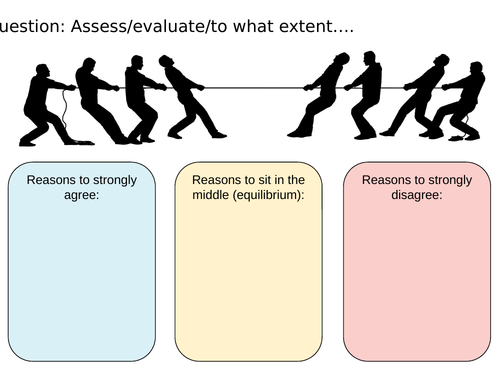 uestion: Assess/evaluate/to what extent….
Reasons to strongly
agree:
Reasons to sit in the
middle (equilibrium):
Reasons to strongly
disagree: